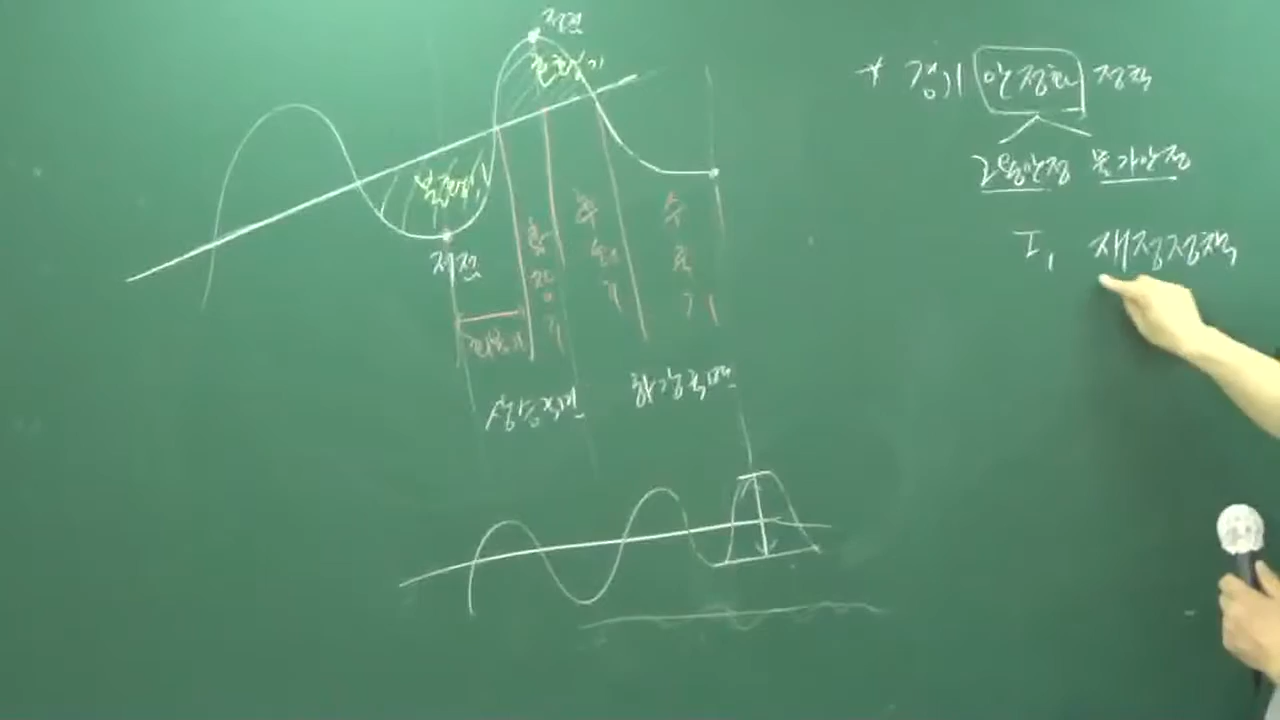 정점
호황기
불황기
저점
회복기
확장기
후퇴기
수축기
상승국면
하강국면
* 경기 안정화 정책
고용안정 물가안정
I, 재정정책